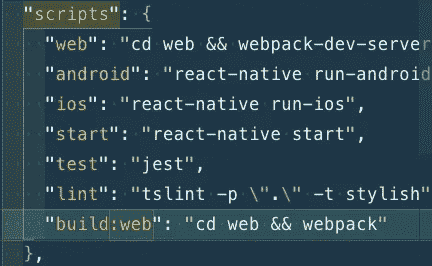 "scripts": {
"web": "cd web && webpack-dev-server
"android": "react-native run-android
"ios": "react-native run-ios",
"start": "react-native start",
"test": "jest",
"lint": "tslint -p \".\" -t stylish"
"build:web": "cd web && webpack"
},